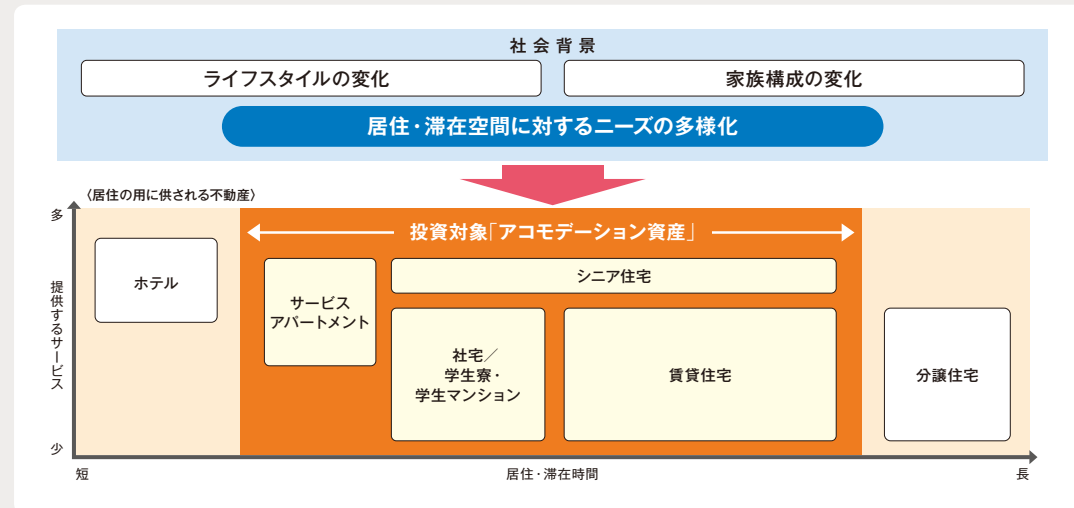 社会背景
ライフスタイルの変化
家族構成の変化
居住・滞在空間に対するニーズの多様化
〈居住の用に供される不動産〉
多
投資対象「アコモデーション資産」
ホテル
サービス
アパートメント
シニア住宅
社宅／
学生寮・
学生マンション
賃貸住宅
分譲住宅
提供するサービス
少
短
居住・滞在時間
長